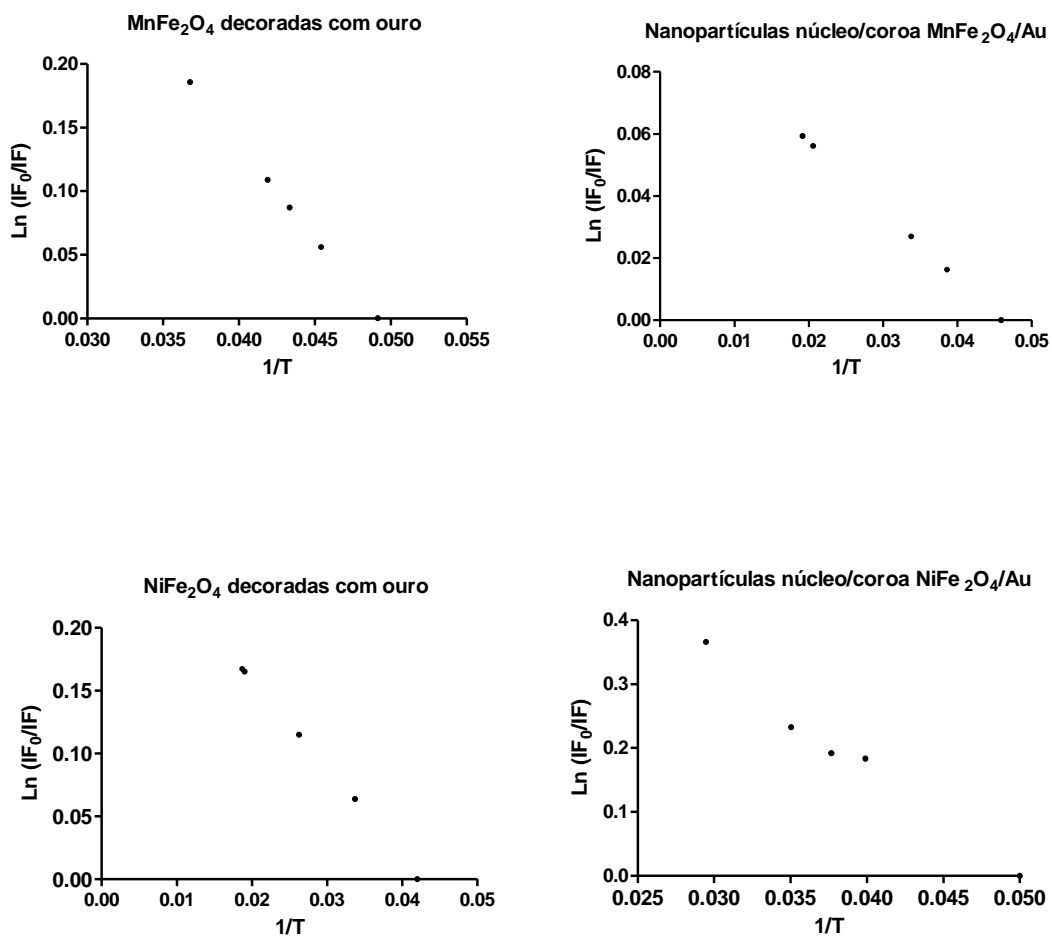 MnFe₂O₄ decoradas com ouro
0.20
0.15
0.10
0.05
0.00
Ln (IF₀/IF)
0.030 0.035 0.040 0.045 0.050 0.055
1/T
Nanopartículas núcleo/coroa MnFe₂O₄/Au
0.08
0.06
0.04
0.02
0.00
Ln (IF₀/IF)
0.00 0.01 0.02 0.03 0.04 0.05
1/T
NiFe₂O₄ decoradas com ouro
0.20
0.15
0.10
0.05
0.00
Ln (IF₀/IF)
0.00 0.01 0.02 0.03 0.04 0.05
1/T
Nanopartículas núcleo/coroa NiFe₂O₄/Au
0.4
0.3
0.2
0.1
0.0
Ln (IF₀/IF)
0.025 0.030 0.035 0.040 0.045 0.050
1/T